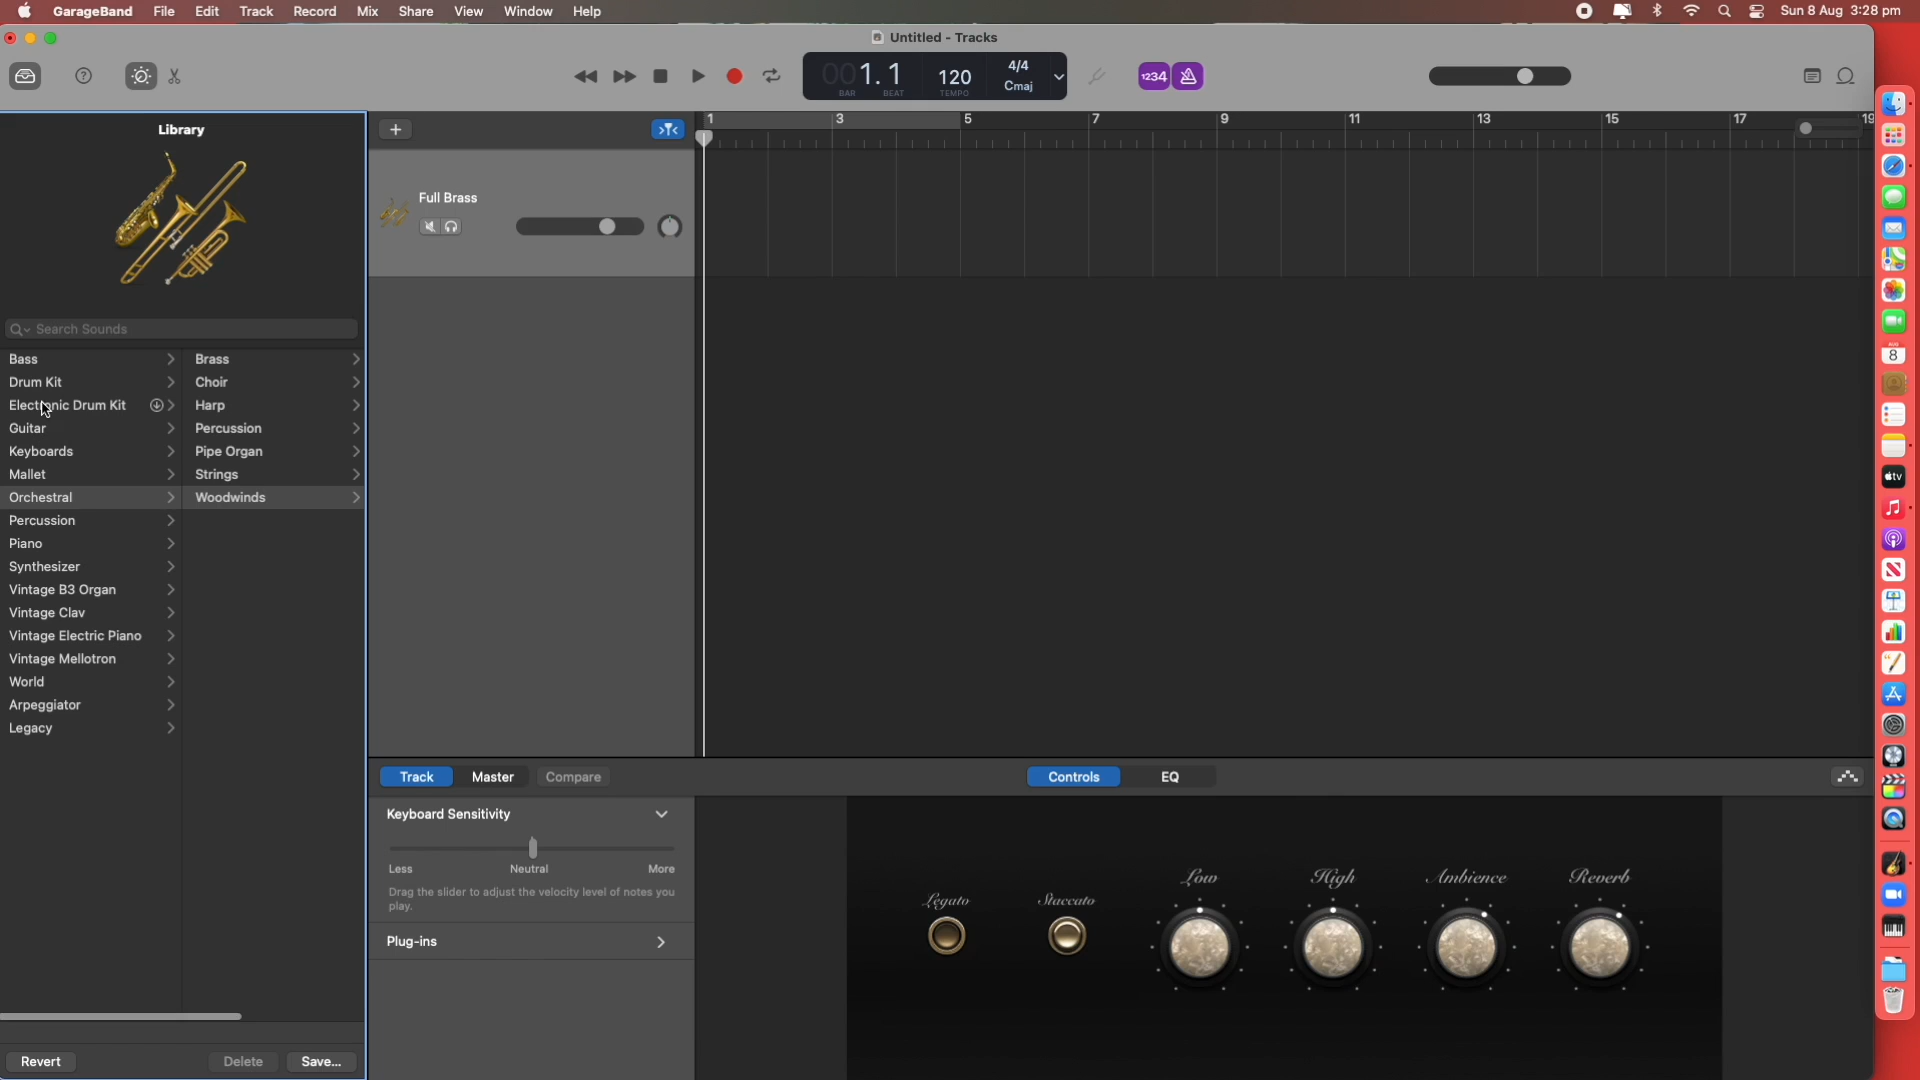 GarageBand File Edit Track Record Mix Share View Window Help Sun 8 Aug 3:28 pm
Untitled - Tracks
001.1 120 4/4
BAR BEAT TEMPO Cmaj
1234
Library
1 3 5 7 9 11 13 15 17 19
Full Brass
Search Sounds
Bass Brass
Drum Kit Choir
Electronic Drum Kit Harp
Guitar Percussion
Keyboards Pipe Organ
Mallet Strings
Orchestral Woodwinds
Percussion
Piano
Synthesizer
Vintage B3 Organ
Vintage Clav
Vintage Electric Piano
Vintage Mellotron
World
Arpeggiator
Legacy
Track Master Compare Controls EQ
Keyboard Sensitivity
Less Neutral More
Drag the slider to adjust the velocity level of notes you
play.
Plug-ins
Legato Staccato Low High Ambience Reverb
Revert Delete Save...
AUG
8
tv